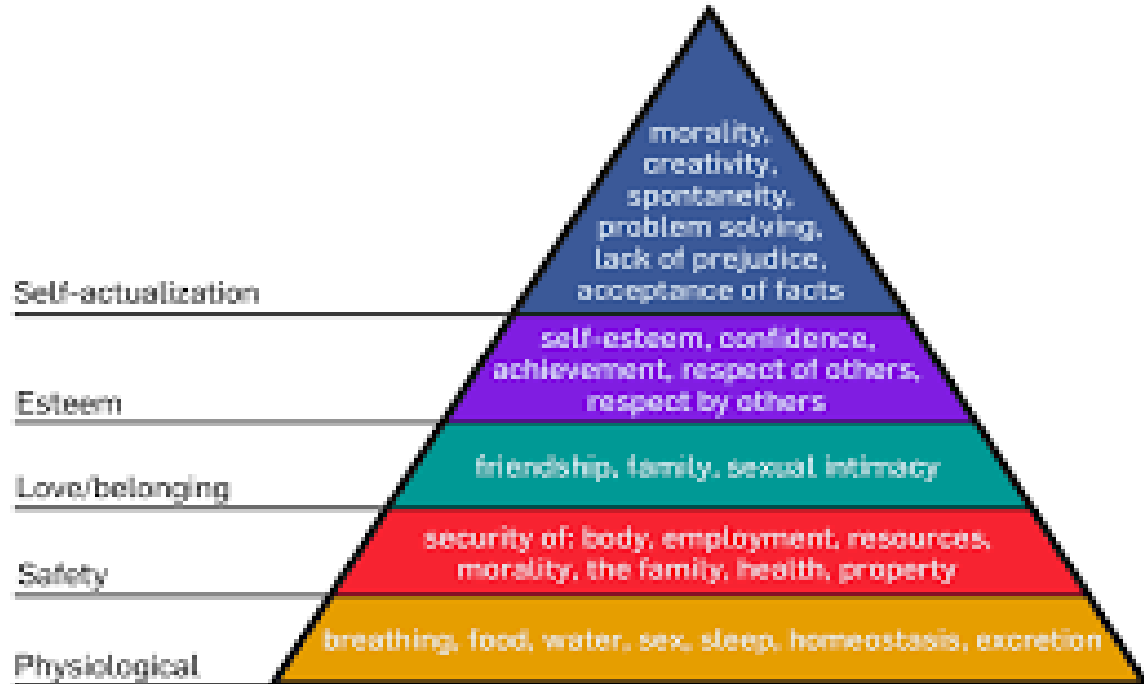 morality,
creativity,
spontaneity,
problem solving,
lack of prejudice,
acceptance of facts
Self-actualization
self-esteem, confidence,
achievement, respect of others,
respect by others
Esteem
friendship, family, sexual intimacy
Love/belonging
security of: body, employment, resources,
morality, the family, health, property
Safety
breathing, food, water, sex, sleep, homeostasis, excretion
Physiological